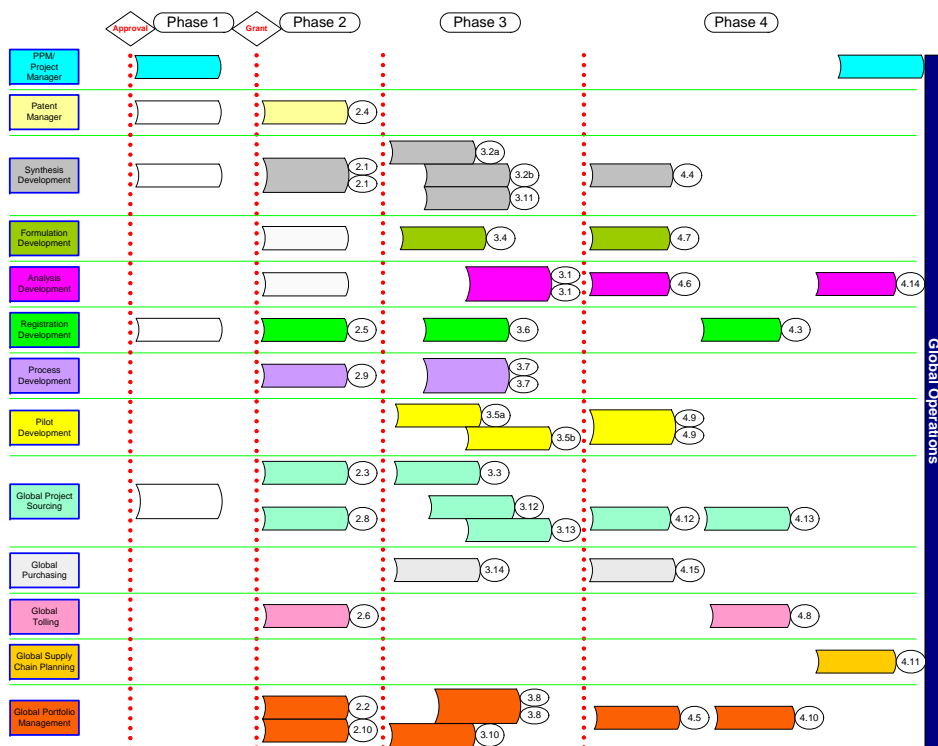 Phase 1
Phase 2
Phase 3
Phase 4
Approval
Grant
PPM/
Project
Manager
Patent
Manager
2.4
Synthesis
Development
2.1
2.1
3.2a
3.2b
3.11
4.4
Formulation
Development
3.4
4.7
Analysis
Development
3.1
3.1
4.6
4.14
Registration
Development
2.5
3.6
4.3
Process
Development
2.9
3.7
3.7
Pilot
Development
3.5a
3.5b
4.9
4.9
Global Project
Sourcing
2.3
2.8
3.3
3.12
3.13
4.12
4.13
Global
Purchasing
3.14
4.15
Global
Tolling
2.6
4.8
Global Supply
Chain Planning
4.11
Global Portfolio
Management
2.2
2.10
3.8
3.8
3.10
4.5
4.10
Global Operations